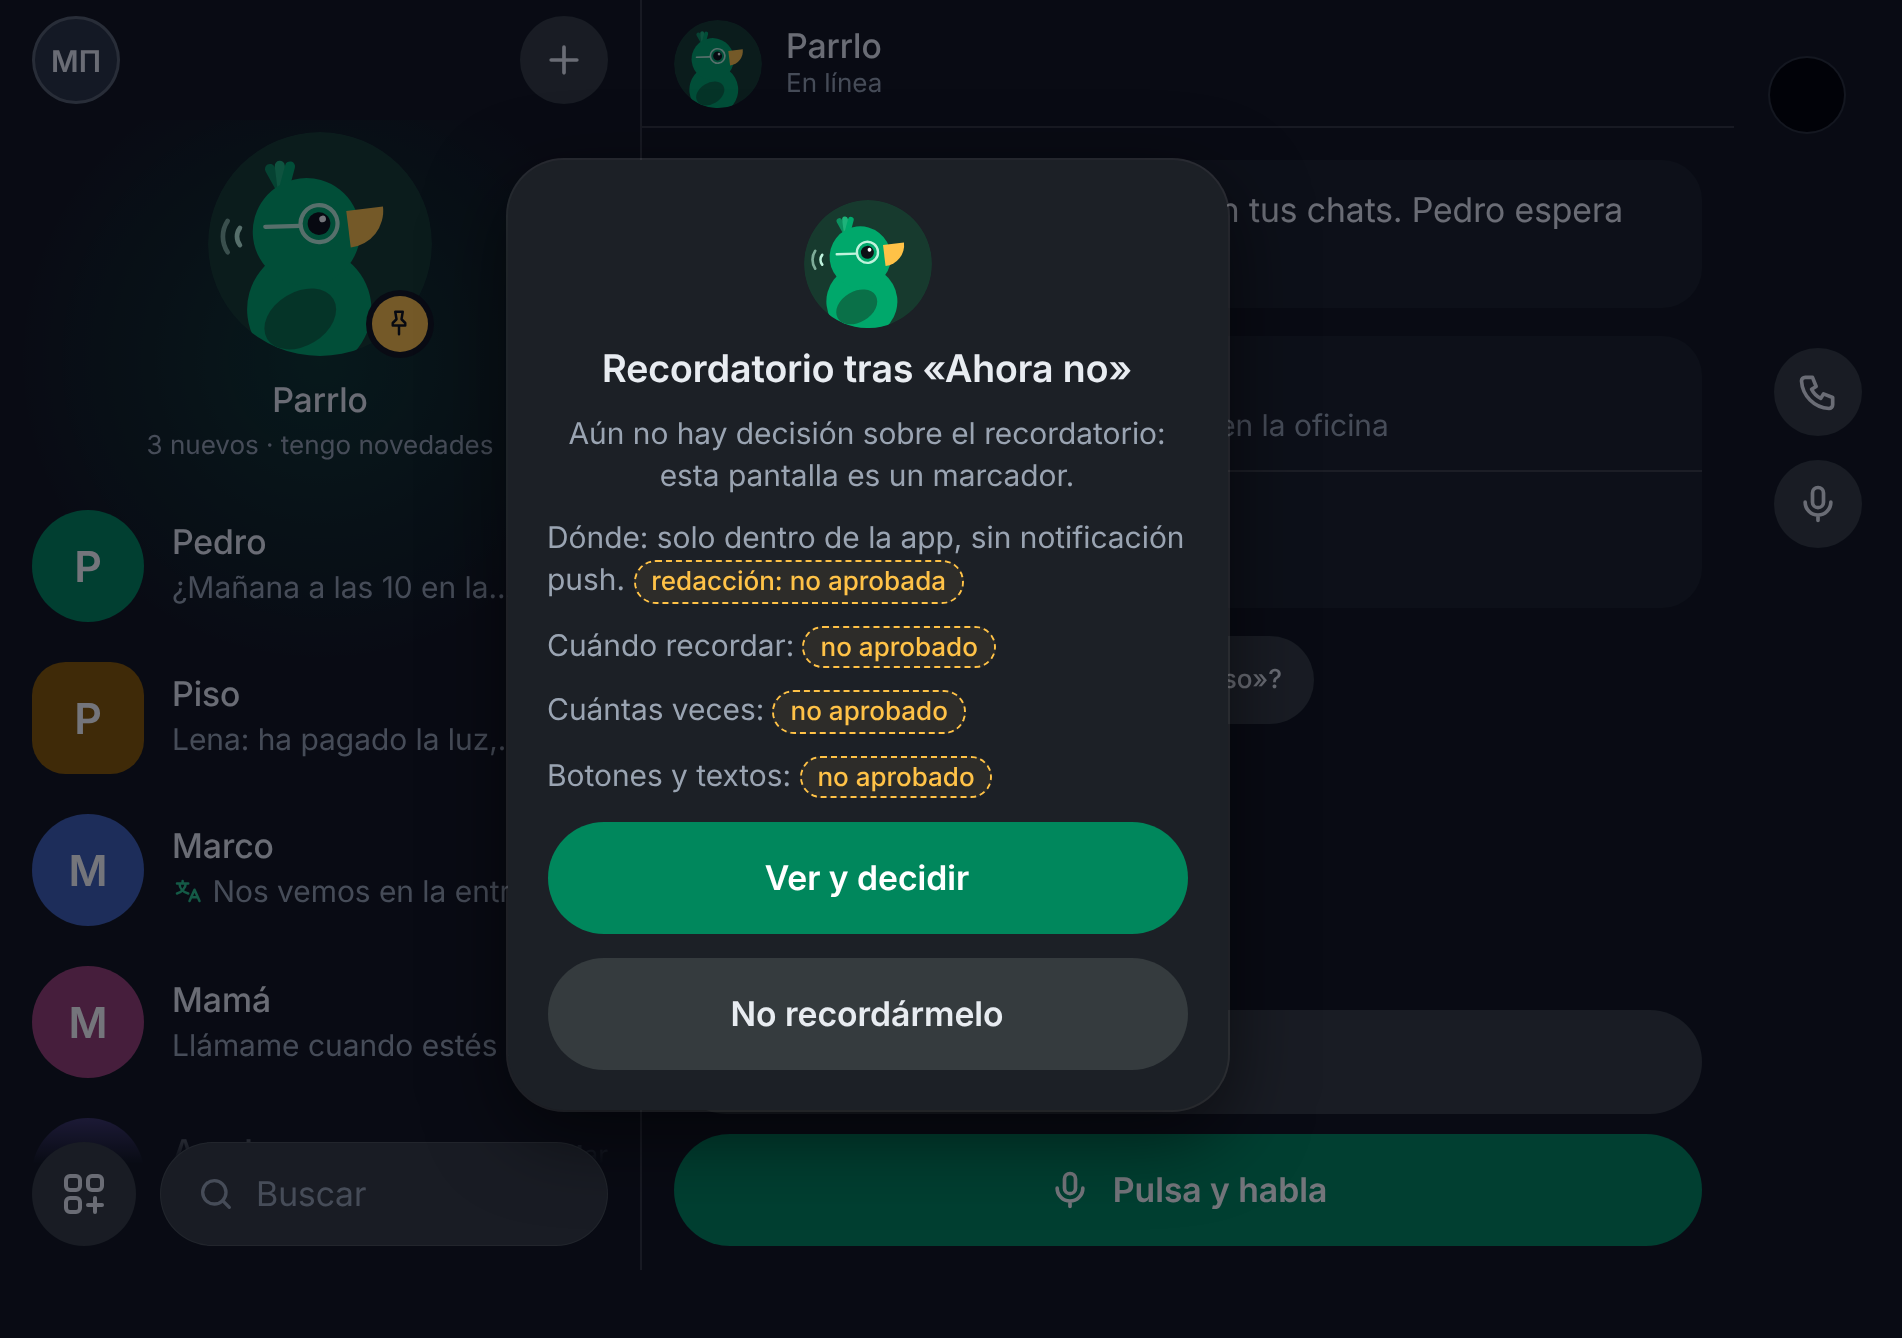 МП
Parrlo
En línea
Parrlo
3 nuevos · tengo novedades
Pedro
¿Mañana a las 10 en la...
Piso
Lena: ha pagado la luz,.
Marco
Nos vemos en la entr
Mamá
Llámame cuando estés
Buscar
P
P
M
M
tus chats. Pedro espera
en la oficina
so»?
Recordatorio tras «Ahora no»
Aún no hay decisión sobre el recordatorio:
esta pantalla es un marcador.
Dónde: solo dentro de la app, sin notificación
push. redacción: no aprobada
Cuándo recordar: no aprobado
Cuántas veces: no aprobado
Botones y textos: no aprobado
Ver y decidir
No recordármelo
Pulsa y habla